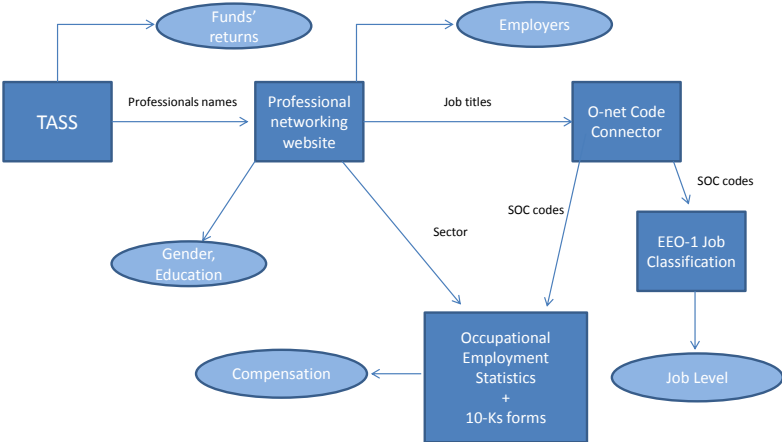 Funds'
returns
Employers
TASS
Professionals names
Professional
networking
website
Job titles
O-net Code
Connector
SOC codes
SOC codes
Sector
Gender,
Education
EEO-1 Job
Classification
Occupational
Employment
Statistics
+
10-Ks forms
Compensation
Job Level